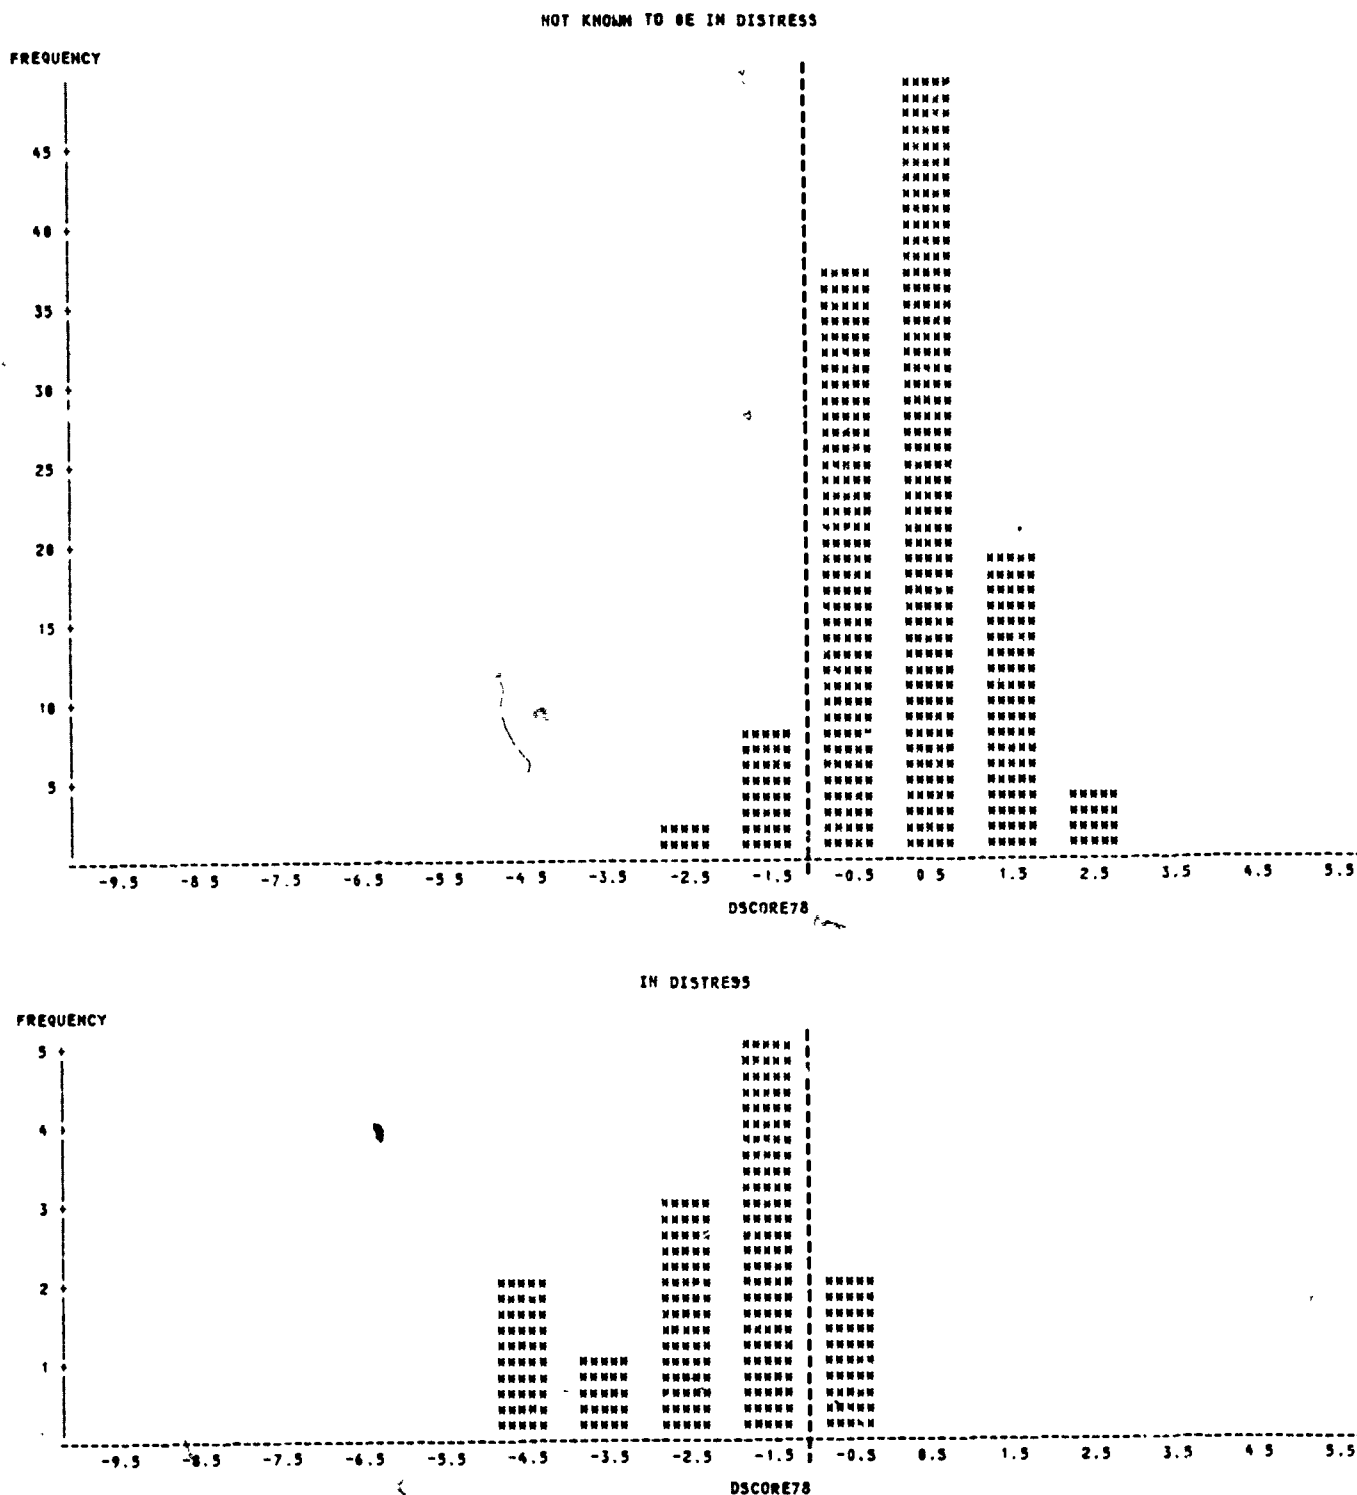 NOT KNOWN TO BE IN DISTRESS
FREQUENCY
45
40
35
30
25
20
15
10
5
-9.5 -8 5 -7.5 -6.5 -5.5 -4 5 -3.5 -2.5 -1.5 -0.5 0 5 1.5 2.5 3.5 4.5 5.5
DSCORE78
IN DISTRESS
FREQUENCY
5
4
3
2
1
-9.5 -8.5 -7.5 -6.5 -5.5 -4.5 -3.5 -2.5 -1.5 -0.5 0.5 1.5 2.5 3.5 4 5 5.5
DSCORE78